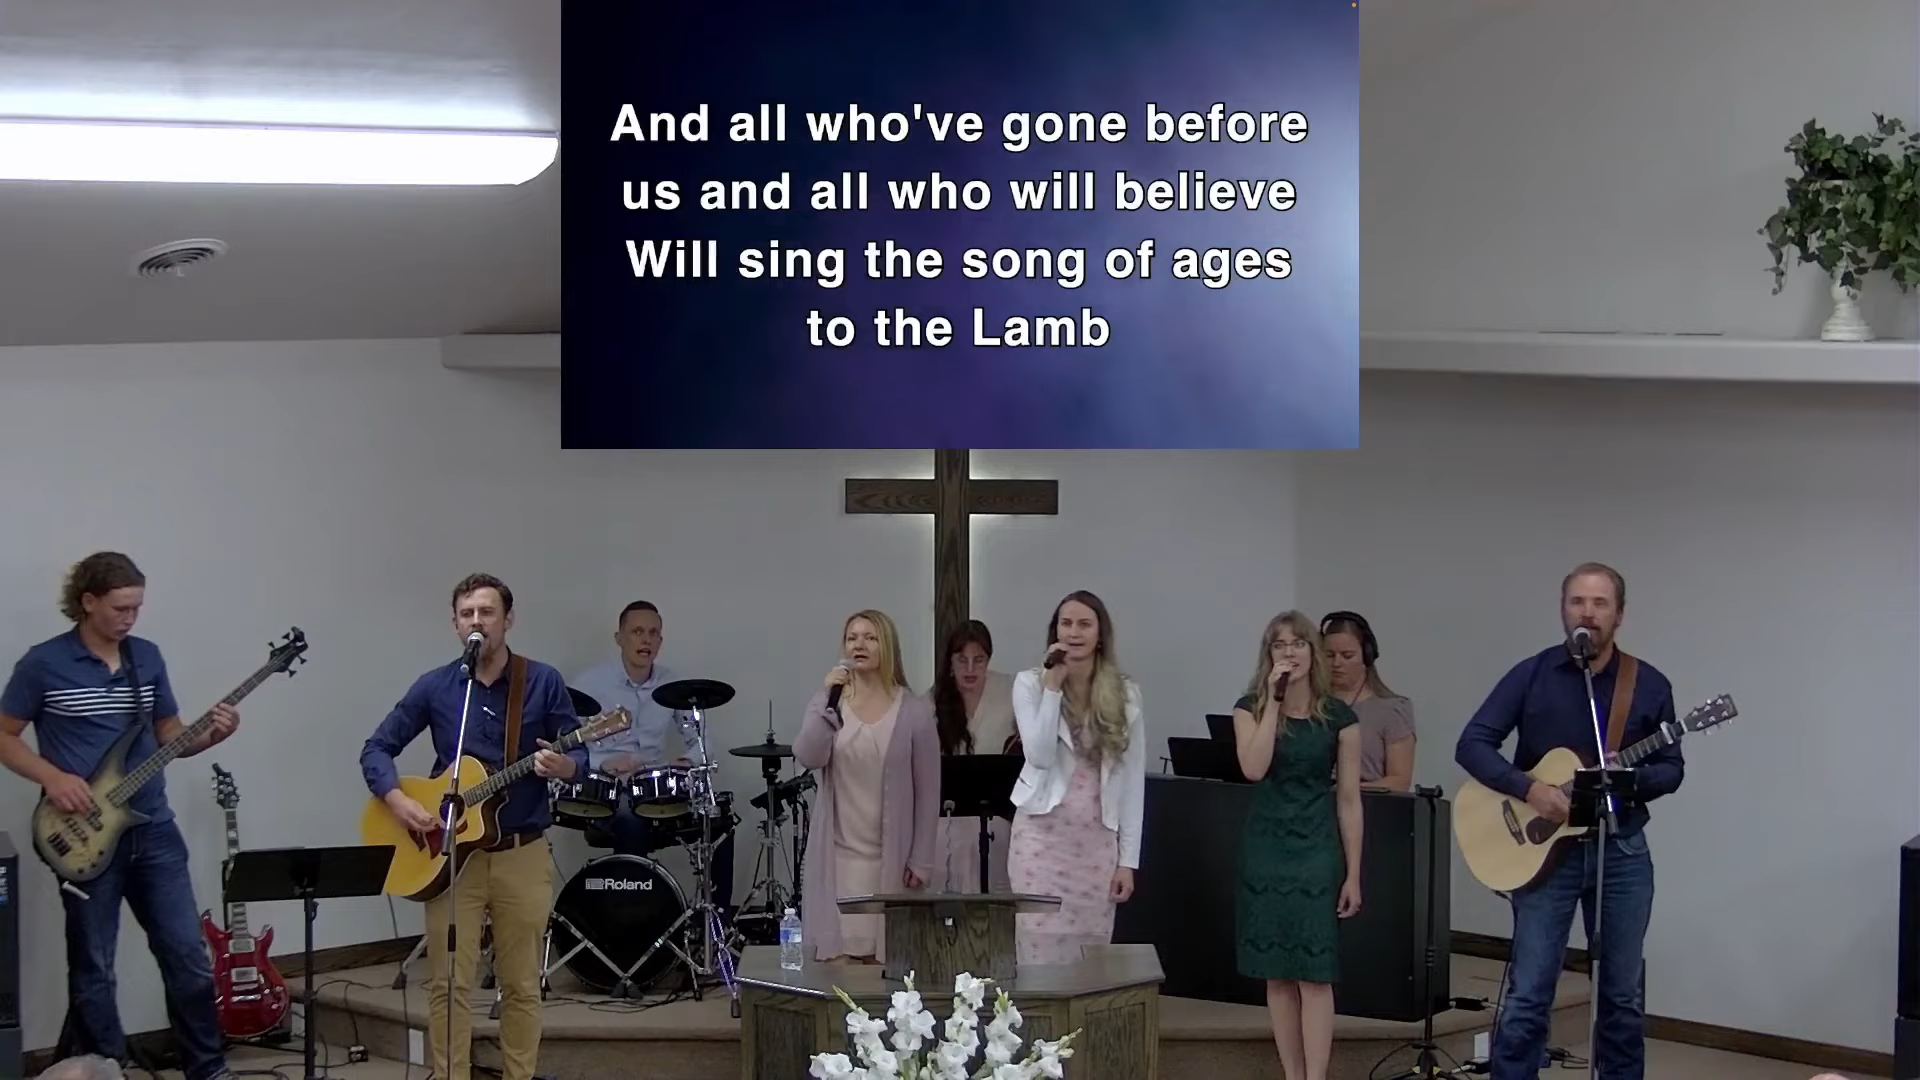 And all who've gone before
us and all who will believe
Will sing the song of ages
to the Lamb
Roland